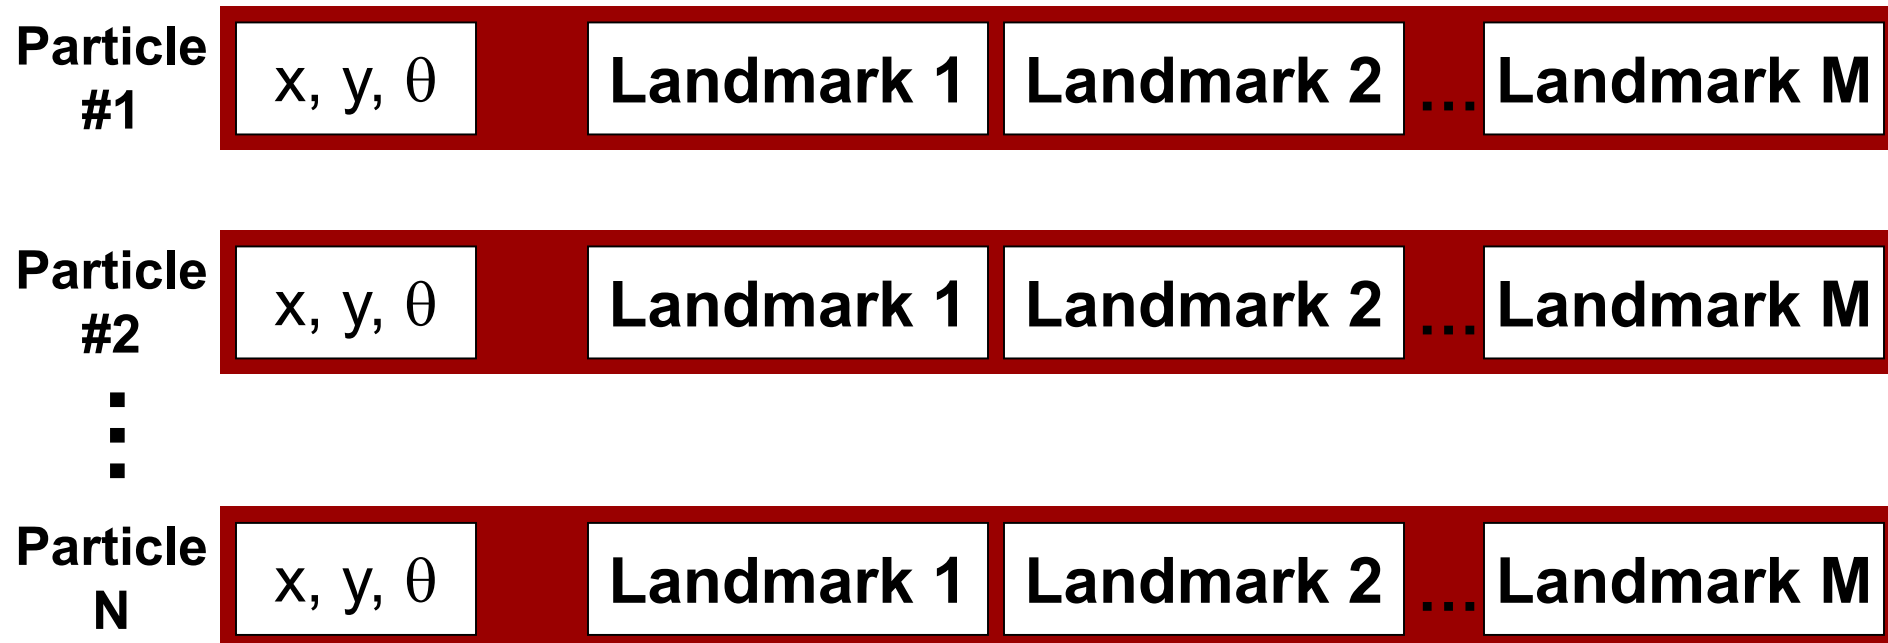 Particle #1 x, y, θ Landmark 1 Landmark 2 ... Landmark M
Particle #2 x, y, θ Landmark 1 Landmark 2 ... Landmark M
⋮
Particle N x, y, θ Landmark 1 Landmark 2 ... Landmark M